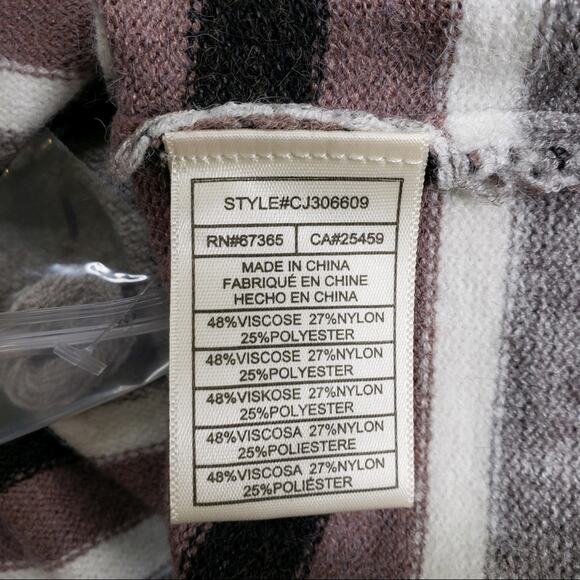 STYLE#CJ306609
RN#67365 CA#25459
MADE IN CHINA
FABRIQUÉ EN CHINE
HECHO EN CHINA
48%VISCOSE 27%NYLON
25%POLYESTER
48%VISCOSE 27%NYLON
25%POLYESTER
48%VISKOSE 27%NYLON
25%POLYESTER
48%VISCOSA 27%NYLON
25%POLIESTERE
48%VISCOSA 27%NYLON
25%POLIÉSTER